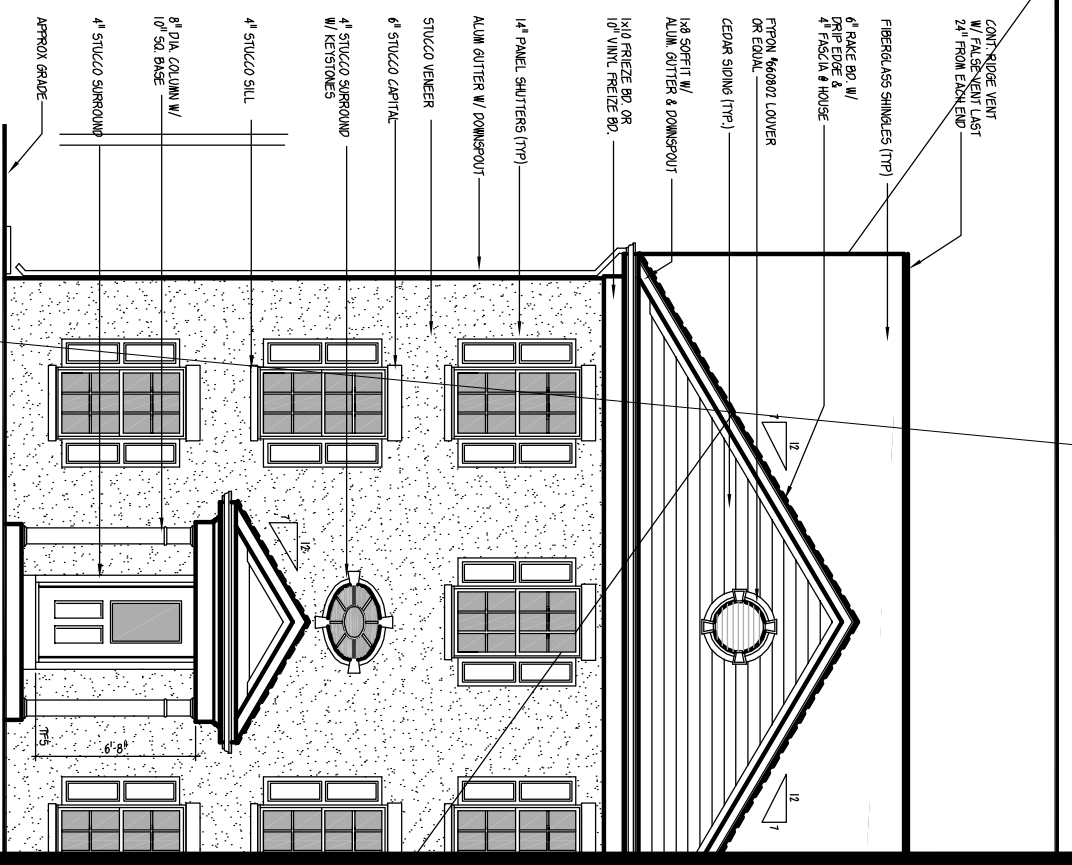 CONT. RIDGE VENT
W/ FALSE VENT LAST
24" FROM EACH END
FIBERGLASS SHINGLES (TYP)
6" RAKE BD. W/
DRIP EDGE &
4" FASCIA @ HOUSE
FYPON #660802 LOUVER
OR EQUAL
CEDAR SIDING (TYP.)
1x8 SOFFIT W/
ALUM. GUTTER & DOWNSPOUT
1x10 FRIEZE BD. OR
10" VINYL FREIZE BD.
14" PANEL SHUTTERS (TYP)
ALUM GUTTER W/ DOWNSPOUT
STUCCO VENEER
6" STUCCO CAPITAL
4" STUCCO SURROUND
W/ KEYSTONES
4" STUCCO SILL
8" DIA. COLUMN W/
10" SQ. BASE
4" STUCCO SURROUND
APPROX GRADE
7
12
7
12
12
7
6'-8"